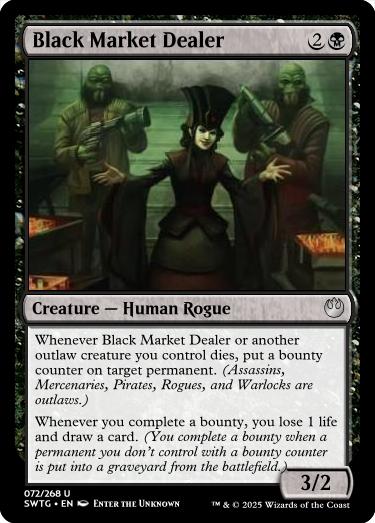 Black Market Dealer 2
Creature — Human Rogue
Whenever Black Market Dealer or another
outlaw creature you control dies, put a bounty
counter on target permanent. (Assassins,
Mercenaries, Pirates, Rogues, and Warlocks are
outlaws.)
Whenever you complete a bounty, you lose 1 life
and draw a card. (You complete a bounty when a
permanent you don't control with a bounty counter
is put into a graveyard from the battlefield.)
3/2
072/268 U
SWTG • EN Enter the Unknown ™ & © 2025 Wizards of the Coast